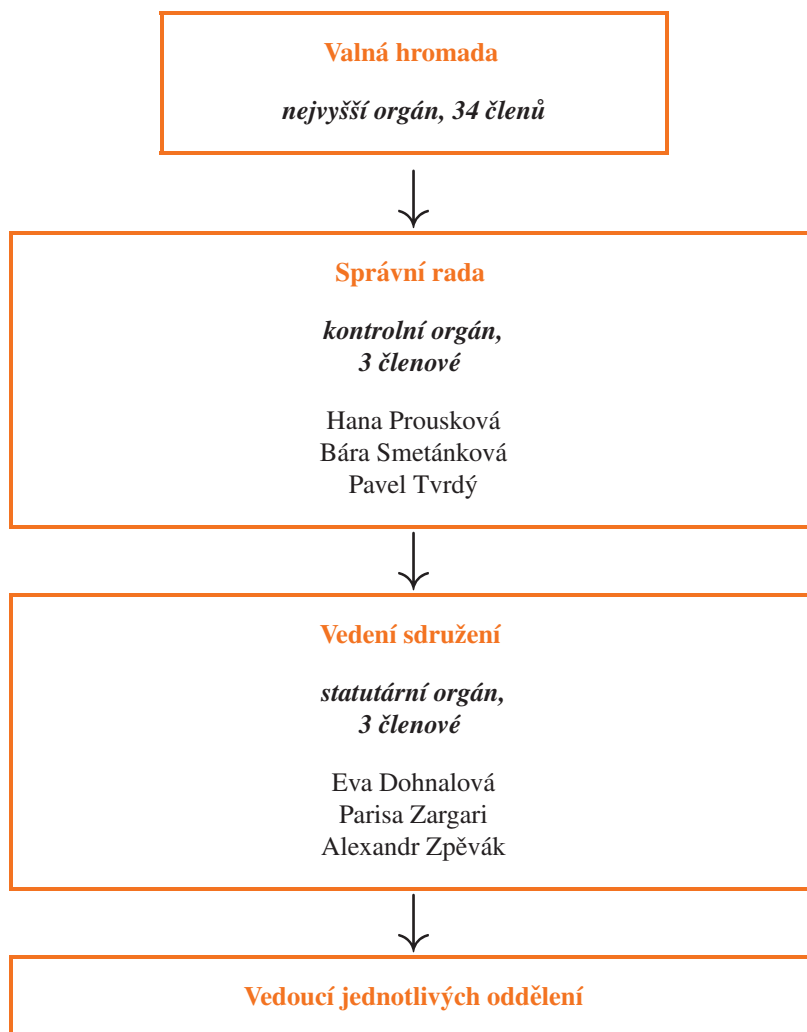 Valná hromada
nejvyšší orgán, 34 členů
Správní rada
kontrolní orgán,
3 členové
Hana Prousková
Bára Smetánková
Pavel Tvrdý
Vedení sdružení
statutární orgán,
3 členové
Eva Dohnalová
Parisa Zargari
Alexandr Zpěvák
Vedoucí jednotlivých oddělení